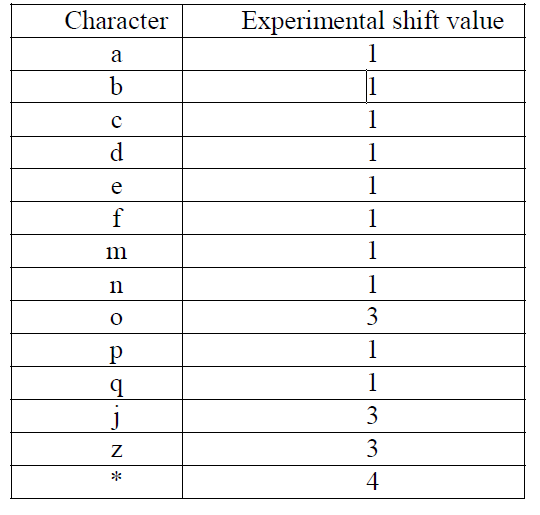 Character Experimental shift value
a 1
b 1
c 1
d 1
e 1
f 1
m 1
n 1
o 3
p 1
q 1
j 3
z 3
* 4